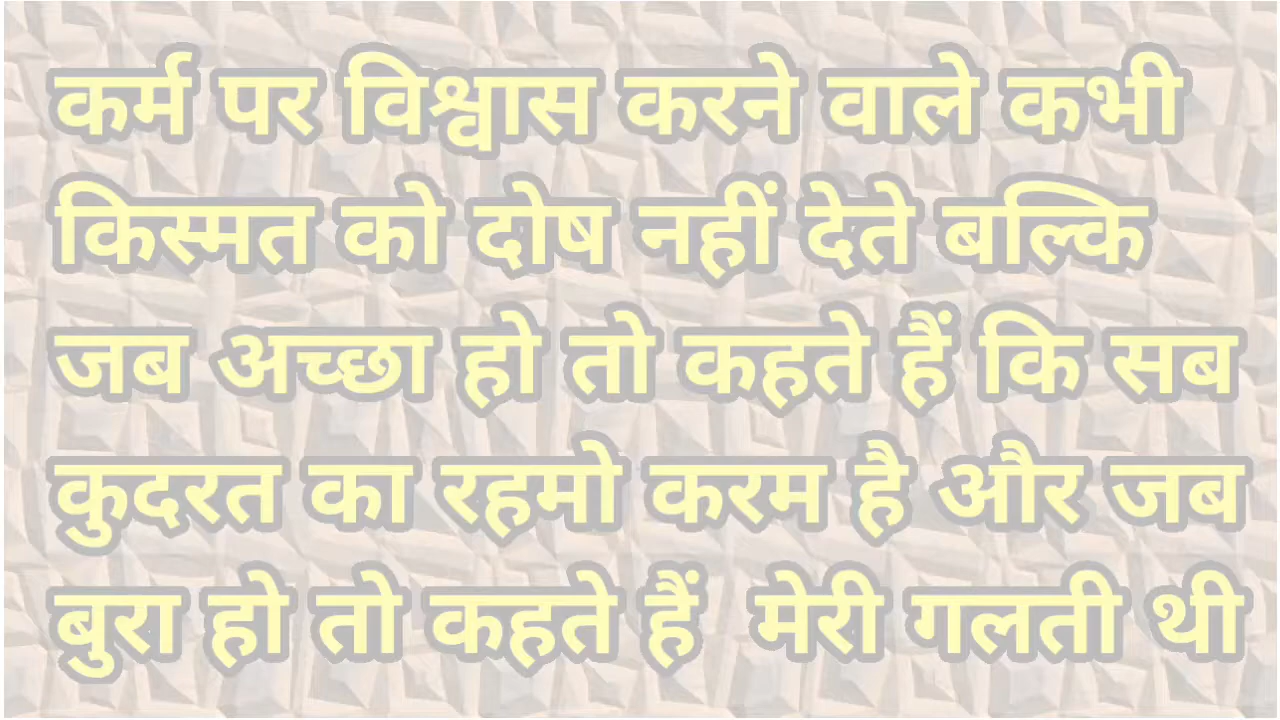 कर्म पर विश्वास करने वाले कभी
किस्मत को दोष नहीं देते बल्कि
जब अच्छा हो तो कहते हैं कि सब
कुदरत का रहमो करम है और जब
बुरा हो तो कहते हैं मेरी गलती थी